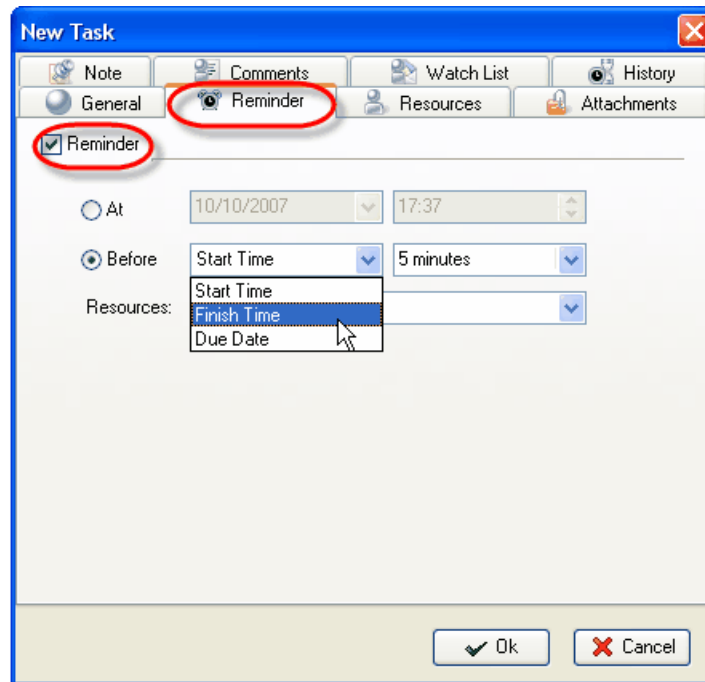 New Task
Note Comments Watch List History
General Reminder Resources Attachments
Reminder
At 10/10/2007 17:37
Before Start Time 5 minutes
Start Time
Resources: Finish Time
Due Date
Ok Cancel